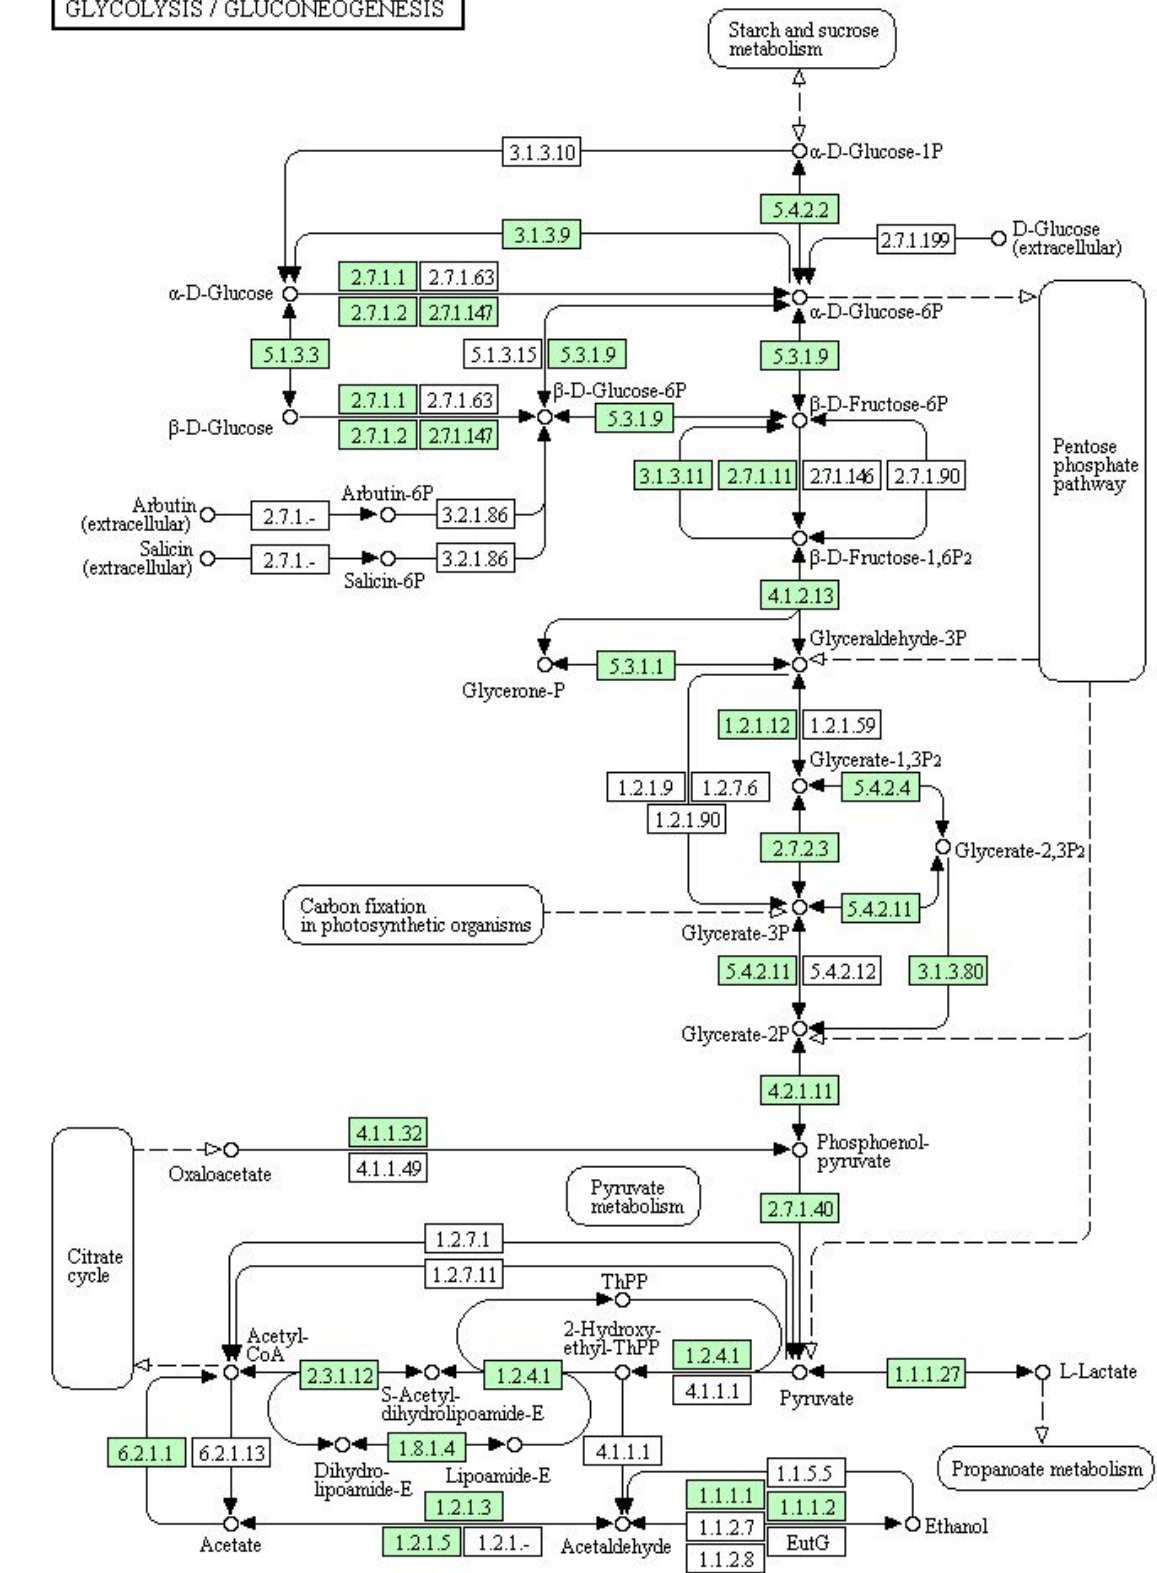 GLYCOLYSIS / GLUCONEOGENESIS
Starch and sucrose
metabolism
3.1.3.10
α-D-Glucose-1P
5.4.2.2
3.1.3.9
2.7.1.199
D-Glucose
(extracellular)
2.7.1.1
2.7.1.63
α-D-Glucose
2.7.1.2
2.7.1.147
α-D-Glucose-6P
5.1.3.3
5.1.3.15
5.3.1.9
5.3.1.9
2.7.1.1
2.7.1.63
β-D-Glucose-6P
β-D-Fructose-6P
β-D-Glucose
2.7.1.2
2.7.1.147
5.3.1.9
Pentose
phosphate
pathway
3.1.3.11
2.7.1.11
2.7.1.146
2.7.1.90
Arbutin
(extracellular)
2.7.1.-
Arbutin-6P
3.2.1.86
Salicin
(extracellular)
2.7.1.-
Salicin-6P
3.2.1.86
β-D-Fructose-1,6P2
4.1.2.13
Glyceraldehyde-3P
5.3.1.1
Glycerone-P
1.2.1.12
1.2.1.59
Glycerate-1,3P2
1.2.1.9
1.2.7.6
5.4.2.4
1.2.1.90
2.7.2.3
Glycerate-2,3P2
Carbon fixation
in photosynthetic organisms
5.4.2.11
Glycerate-3P
5.4.2.11
5.4.2.12
3.1.3.80
Glycerate-2P
4.2.1.11
4.1.1.32
Oxaloacetate
4.1.1.49
Phosphoenol-
pyruvate
Pyruvate
metabolism
2.7.1.40
Citrate
cycle
1.2.7.1
1.2.7.11
ThPP
Acetyl-
CoA
2-Hydroxy-
ethyl-ThPP
1.2.4.1
2.3.1.12
1.2.4.1
4.1.1.1
Pyruvate
1.1.1.27
L-Lactate
S-Acetyl-
dihydrolipoamide-E
6.2.1.1
6.2.1.13
1.8.1.4
4.1.1.1
Dihydro-
lipoamide-E
Lipoamide-E
Propanoate metabolism
1.1.5.5
1.2.1.3
1.1.1.1
1.1.1.2
Acetate
1.2.1.5
1.2.1.-
Acetaldehyde
1.1.2.7
EutG
Ethanol
1.1.2.8